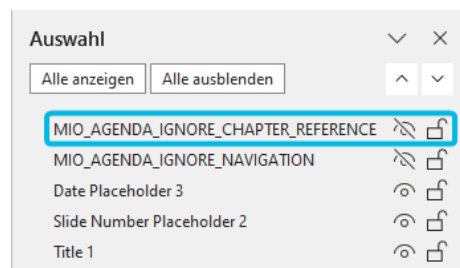 Auswahl
Alle anzeigen Alle ausblenden
MIO_AGENDA_IGNORE_CHAPTER_REFERENCE
MIO_AGENDA_IGNORE_NAVIGATION
Date Placeholder 3
Slide Number Placeholder 2
Title 1